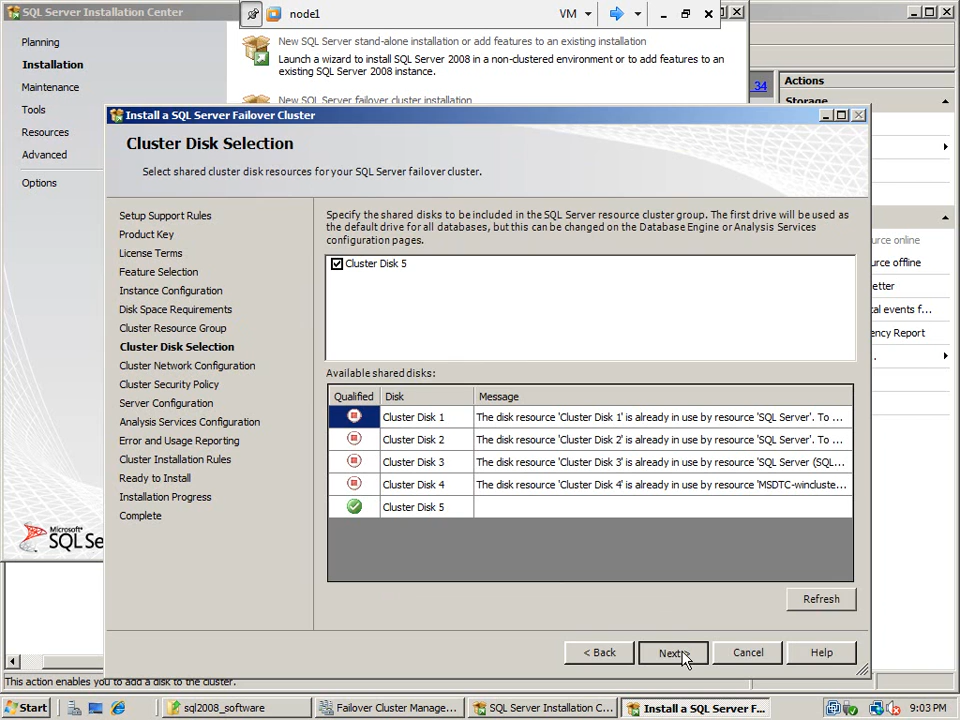 SQL Server Installation Center
node1
VM
Planning
Installation
Maintenance
Tools
Resources
Advanced
Options
New SQL Server stand-alone installation or add features to an existing installation
Launch a wizard to install SQL Server 2008 in a non-clustered environment or to add features to an
existing SQL Server 2008 instance.
New SQL Server failover cluster installation
34
Actions
Storage
urce online
urce offline
etter
al events f...
ency Report
Install a SQL Server Failover Cluster
Cluster Disk Selection
Select shared cluster disk resources for your SQL Server failover cluster.
Setup Support Rules
Product Key
License Terms
Feature Selection
Instance Configuration
Disk Space Requirements
Cluster Resource Group
Cluster Disk Selection
Cluster Network Configuration
Cluster Security Policy
Server Configuration
Analysis Services Configuration
Error and Usage Reporting
Cluster Installation Rules
Ready to Install
Installation Progress
Complete
Specify the shared disks to be included in the SQL Server resource cluster group. The first drive will be used as
the default drive for all databases, but this can be changed on the Database Engine or Analysis Services
configuration pages.
Cluster Disk 5
Available shared disks:
Qualified Disk Message
Cluster Disk 1 The disk resource 'Cluster Disk 1' is already in use by resource 'SQL Server'. To ...
Cluster Disk 2 The disk resource 'Cluster Disk 2' is already in use by resource 'SQL Server'. To ...
Cluster Disk 3 The disk resource 'Cluster Disk 3' is already in use by resource 'SQL Server (SQL...
Cluster Disk 4 The disk resource 'Cluster Disk 4' is already in use by resource 'MSDTC-wincluste...
Cluster Disk 5
Refresh
< Back Next > Cancel Help
Microsoft
SQL Se
This action enables you to add a disk to the cluster.
Start sql2008_software Failover Cluster Manage... SQL Server Installation C... Install a SQL Server F... 9:03 PM